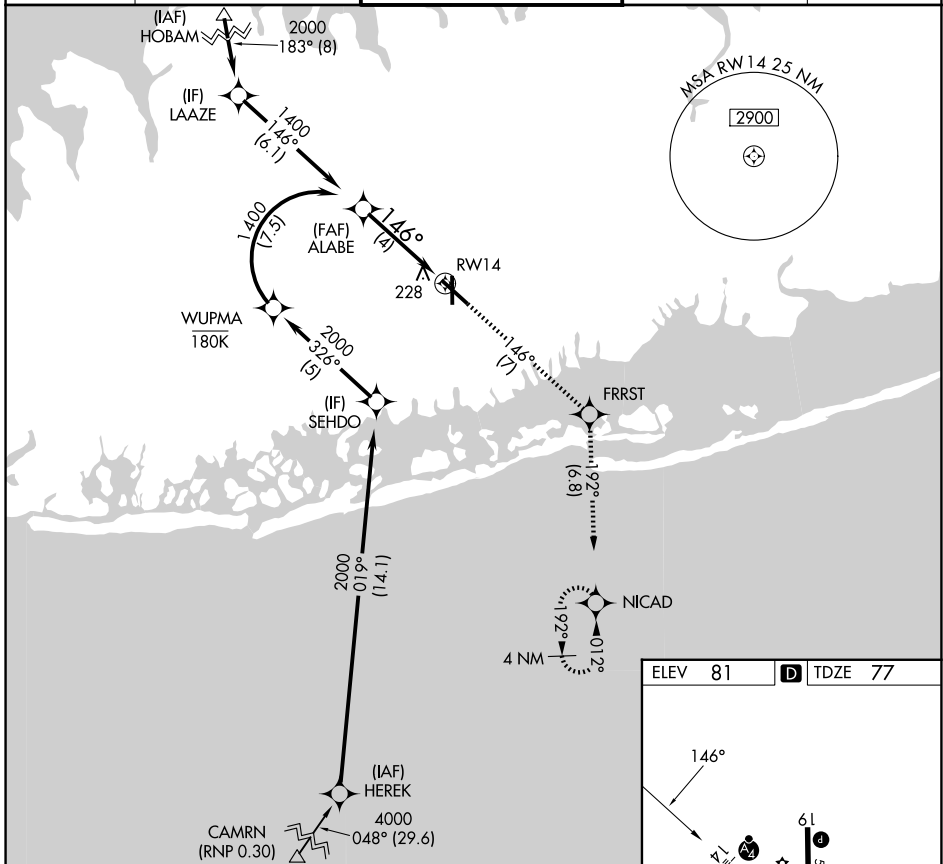 (IAF)
HOBAM
2000
183° (8)
(IF)
LAAZE
1400
146°
(6.1)
MSA RW14 25 NM
2900
1400
(7.5)
(FAF)
ALABE
146°
(4)
RW14
228
WUPMA
180K
2000
326°
(5)
(IF)
SEHDO
146°
(7)
FRRST
192°
(6.8)
2000
019°
(14.1)
NICAD
192°
012°
4 NM
(IAF)
HEREK
4000
048° (29.6)
CAMRN
(RNP 0.30)
ELEV 81 D TDZE 77
146°
14
A4
19
P